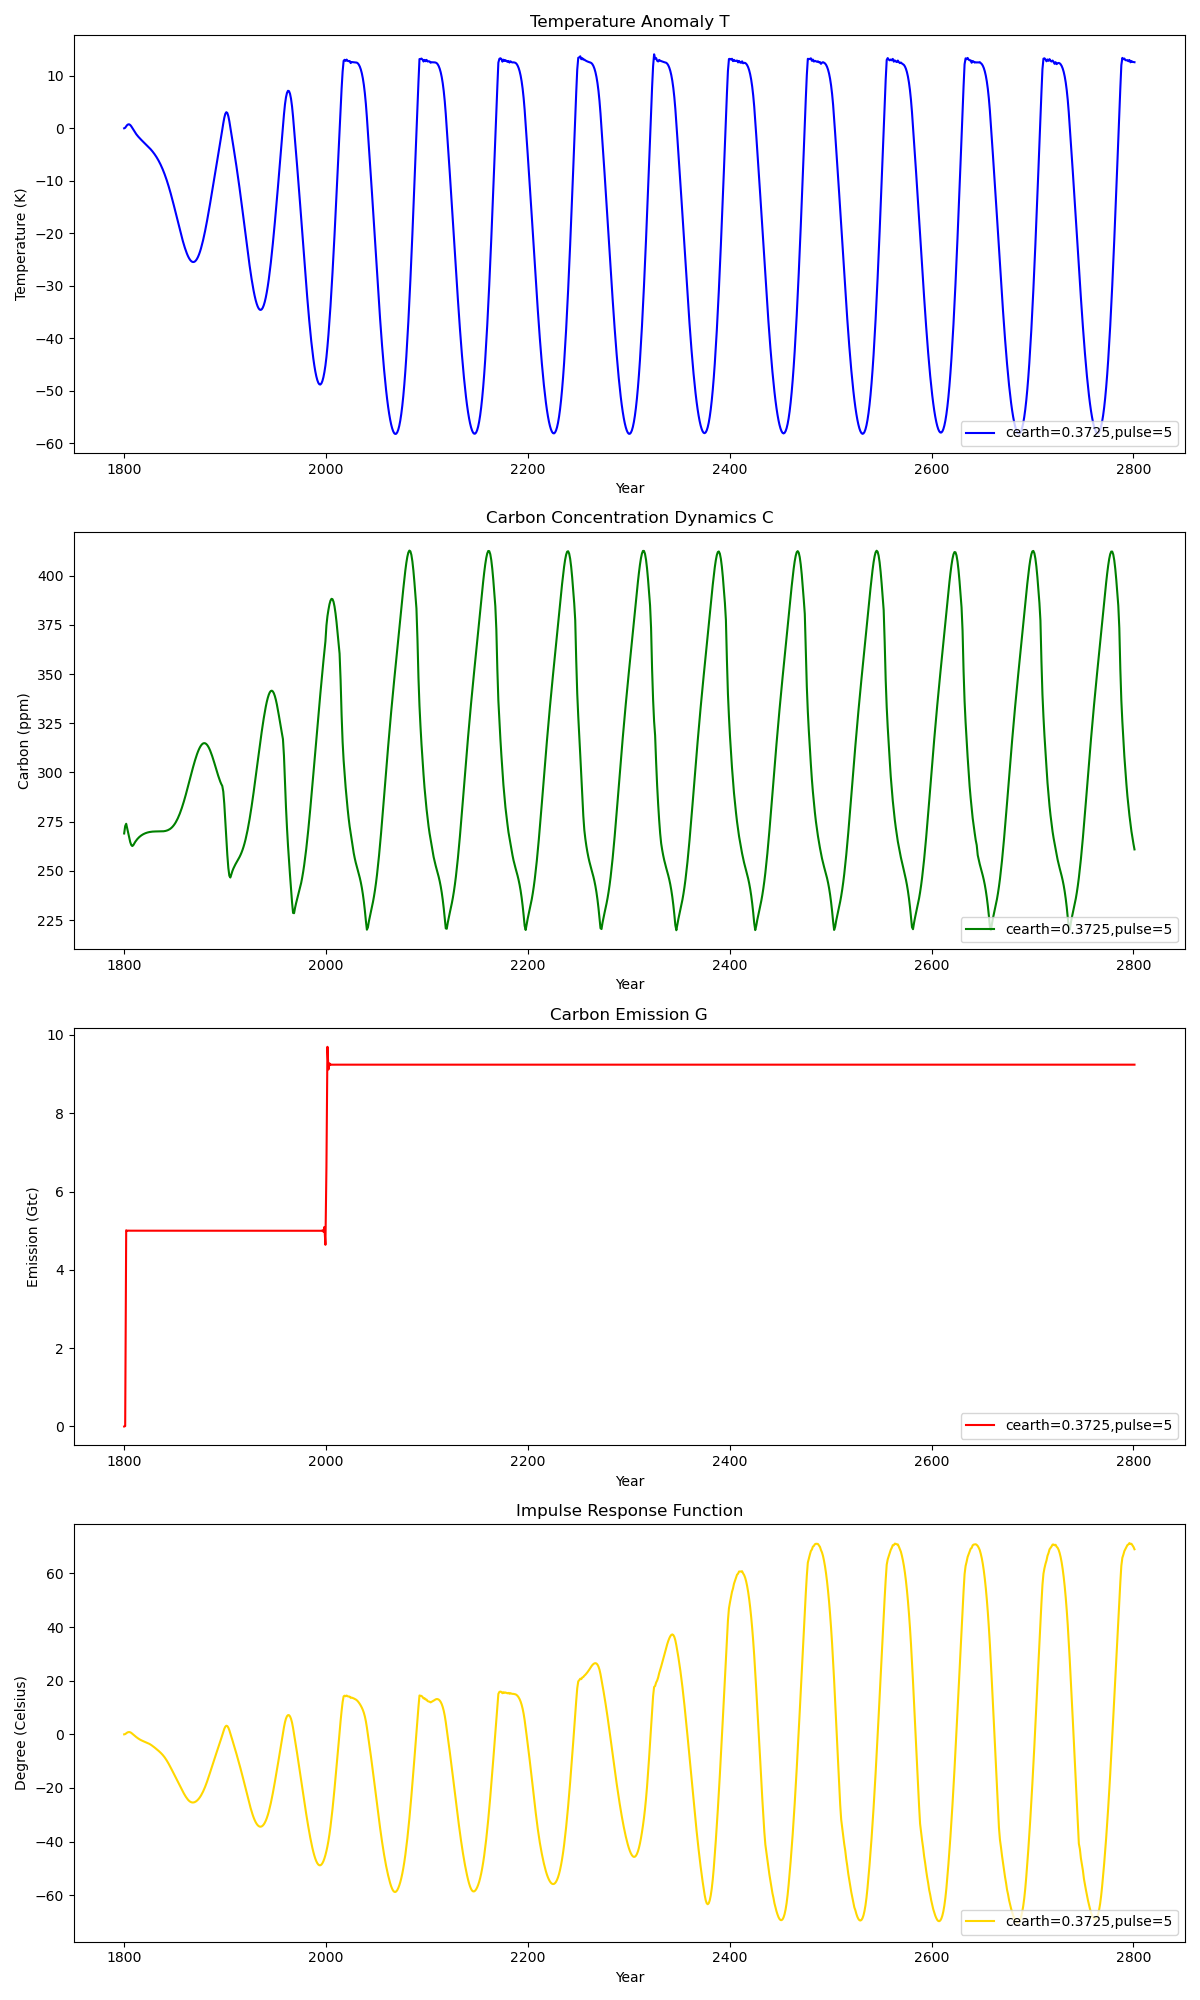 Temperature Anomaly T
10
0
−10
−20
−30
−40
−50
−60
Temperature (K)
cearth=0.3725,pulse=5
1800 2000 2200 2400 2600 2800
Year
Carbon Concentration Dynamics C
400
375
350
325
300
275
250
225
Carbon (ppm)
cearth=0.3725,pulse=5
1800 2000 2200 2400 2600 2800
Year
Carbon Emission G
10
8
6
4
2
0
Emission (Gtc)
cearth=0.3725,pulse=5
1800 2000 2200 2400 2600 2800
Year
Impulse Response Function
60
40
20
0
−20
−40
−60
Degree (Celsius)
cearth=0.3725,pulse=5
1800 2000 2200 2400 2600 2800
Year